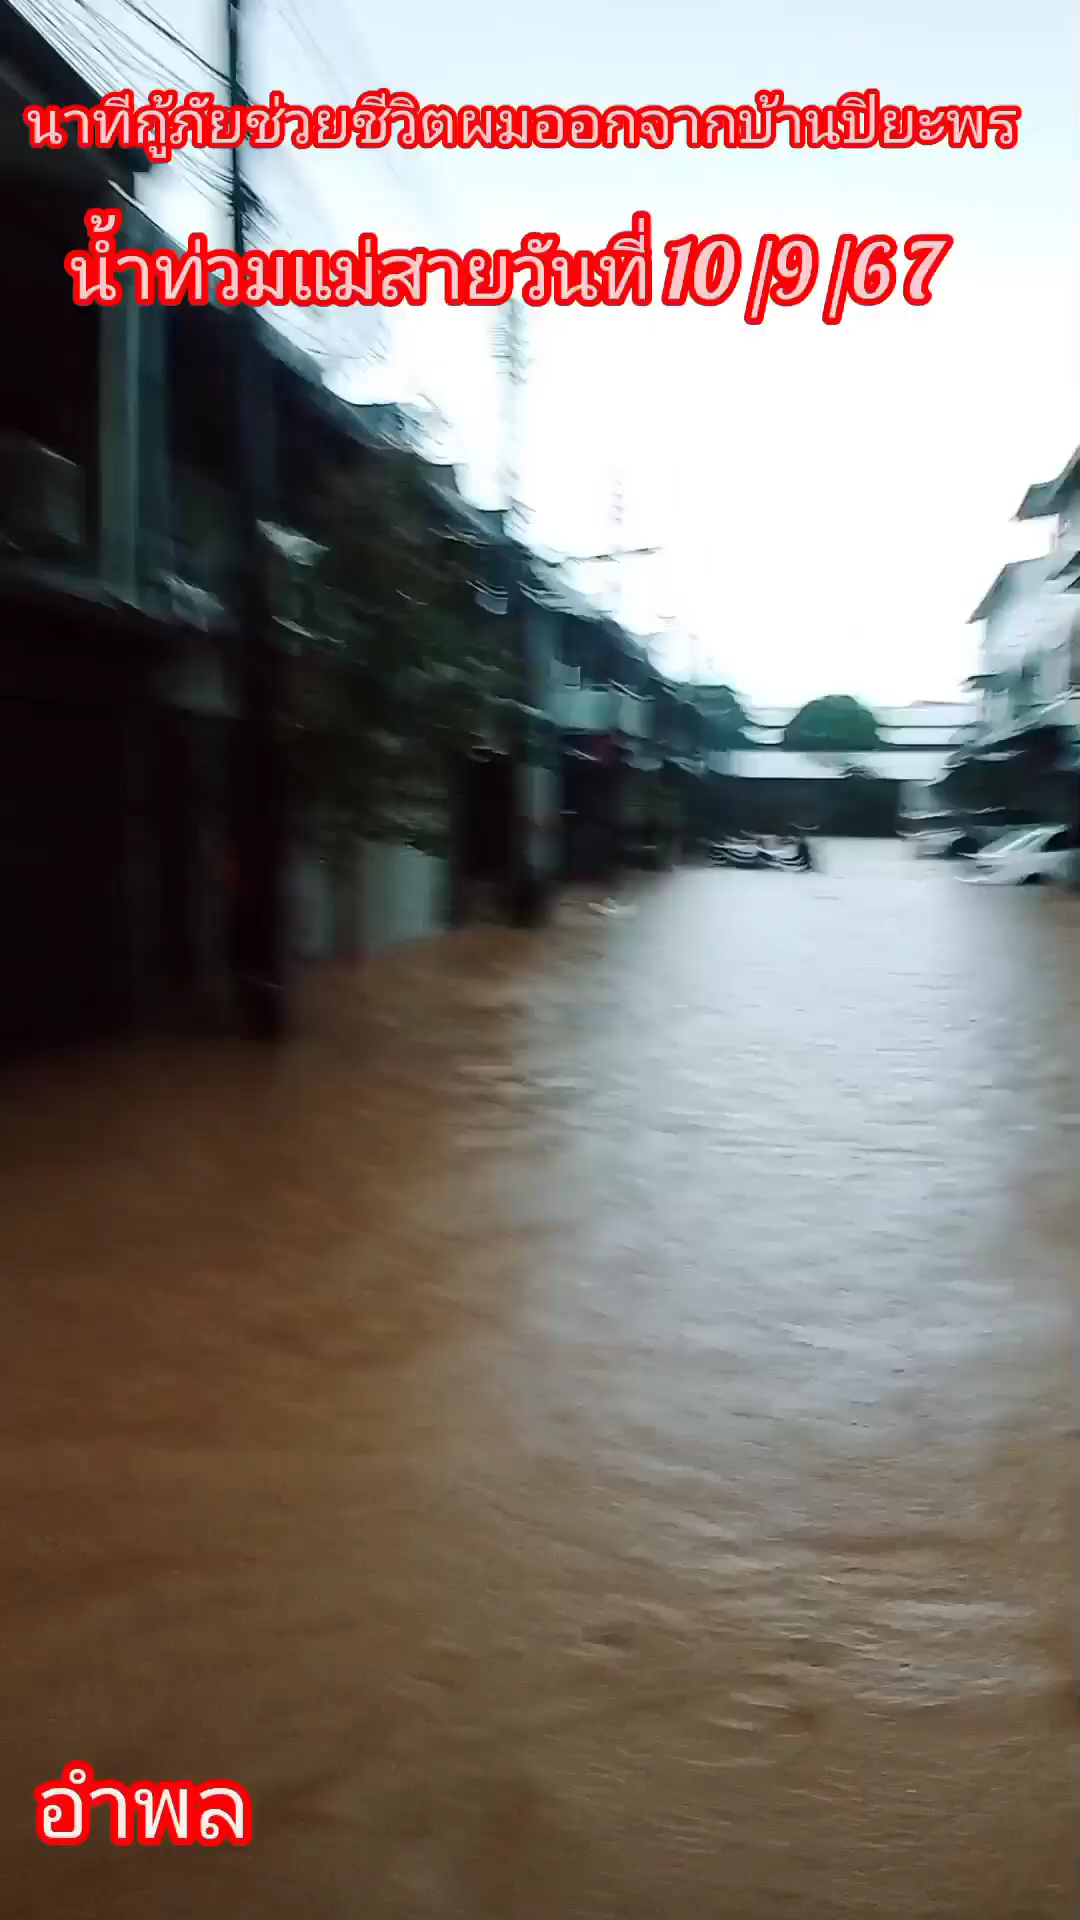 นาทีกู้ภัยช่วยชีวิตผมออกจากบ้านปิยะพร
น้ำท่วมแม่สายวันที่ 10 |9 |67
อำพล